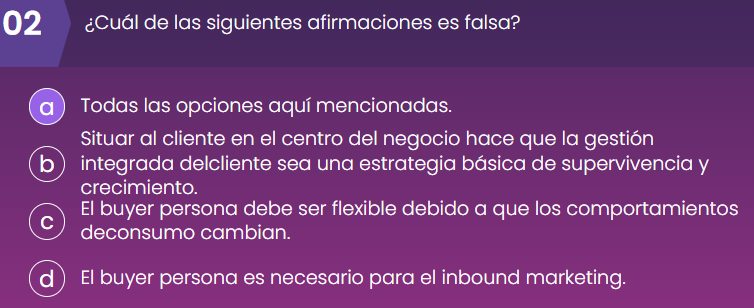 02
¿Cuál de las siguientes afirmaciones es falsa?
a
Todas las opciones aquí mencionadas.
b
Situar al cliente en el centro del negocio hace que la gestión
integrada delcliente sea una estrategia básica de supervivencia y
crecimiento.
c
El buyer persona debe ser flexible debido a que los comportamientos
deconsumo cambian.
d
El buyer persona es necesario para el inbound marketing.